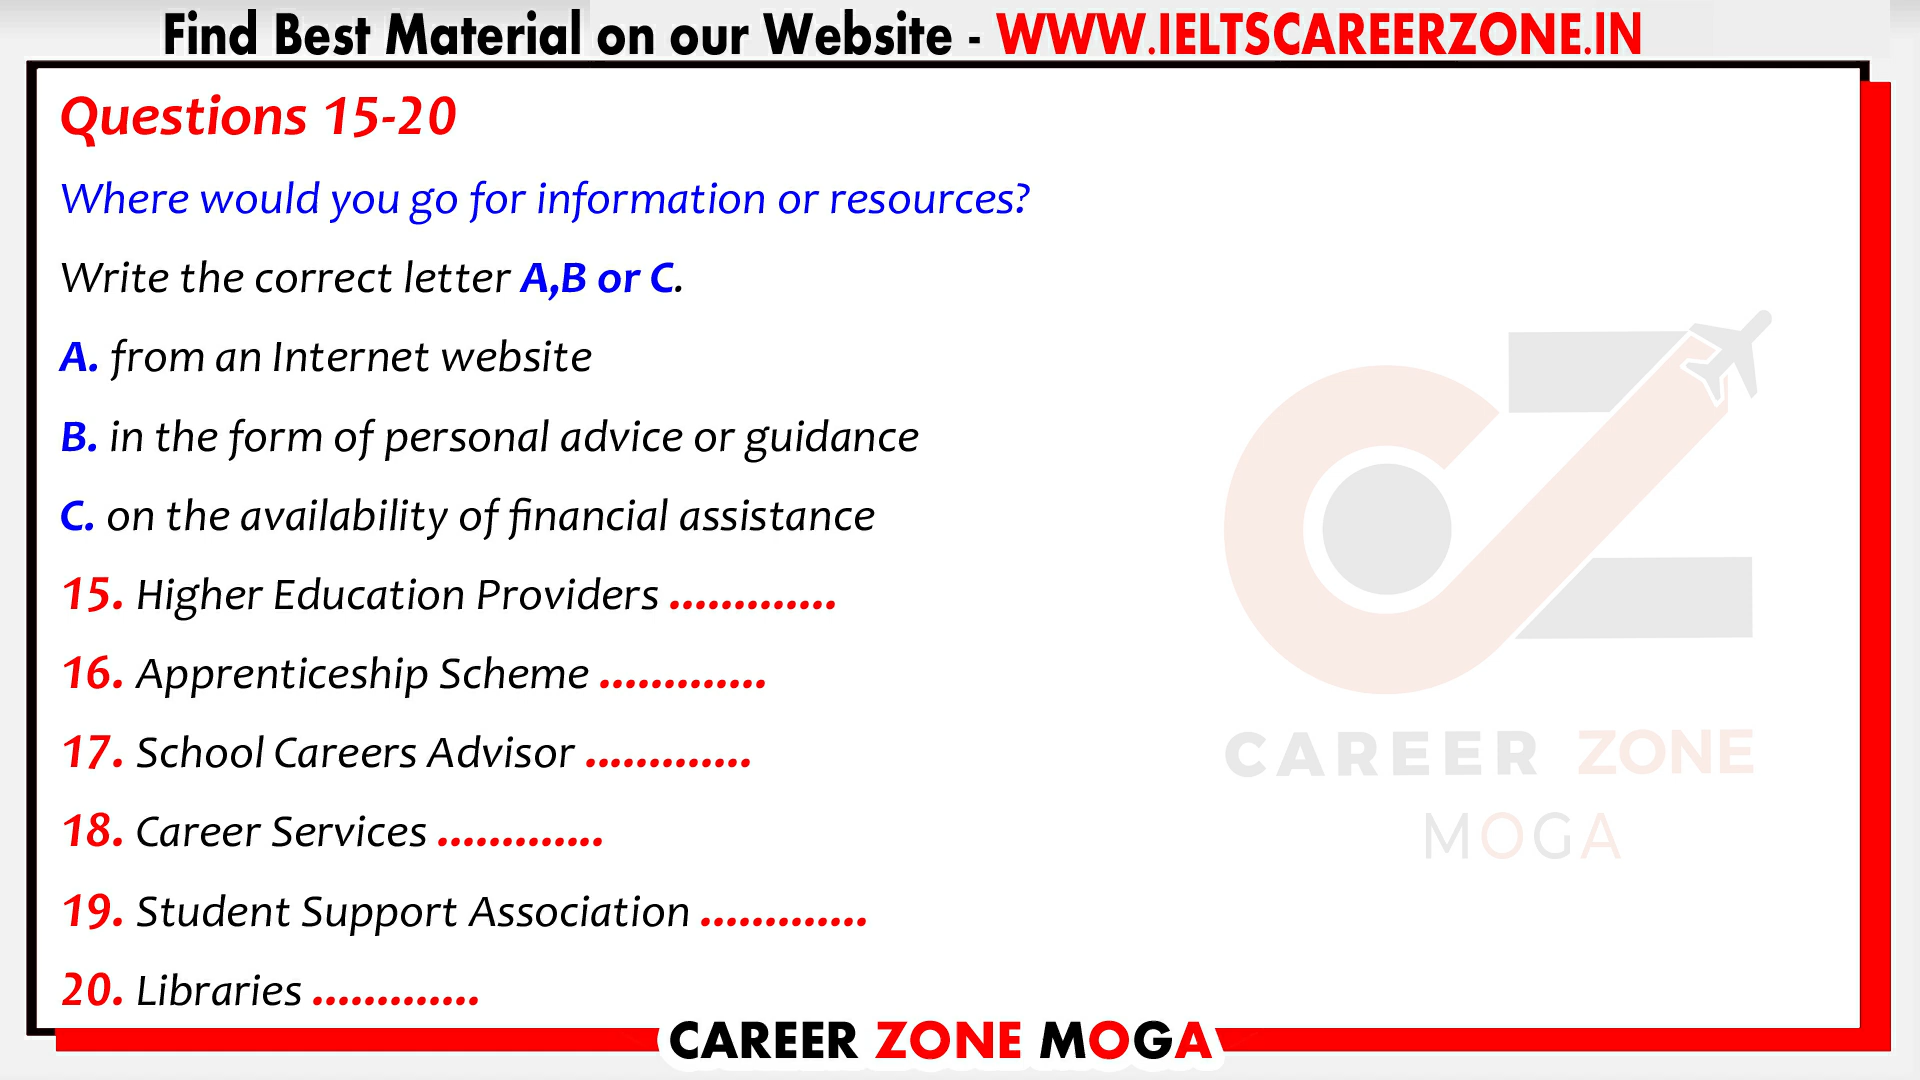 Find Best Material on our Website - WWW.IELTSCAREERZONE.IN
Questions 15-20
Where would you go for information or resources?
Write the correct letter A,B or C.
A. from an Internet website
B. in the form of personal advice or guidance
C. on the availability of financial assistance
15. Higher Education Providers .............
16. Apprenticeship Scheme .............
17. School Careers Advisor .............
18. Career Services .............
19. Student Support Association .............
20. Libraries .............
CAREER ZONE
MOGA
CAREER ZONE MOGA